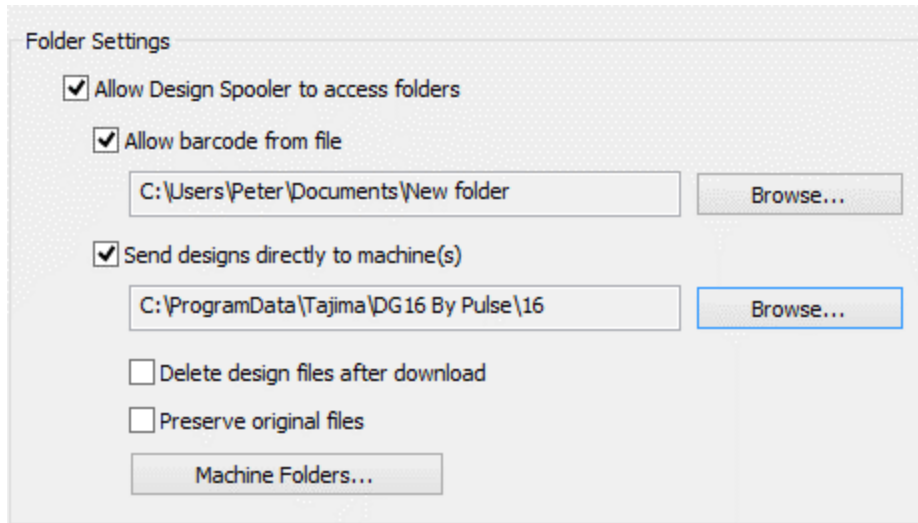 Folder Settings
Allow Design Spooler to access folders
Allow barcode from file
C:\Users\Peter\Documents\New folder
Browse...
Send designs directly to machine(s)
C:\ProgramData\Tajima\DG16 By Pulse\16
Browse...
Delete design files after download
Preserve original files
Machine Folders...